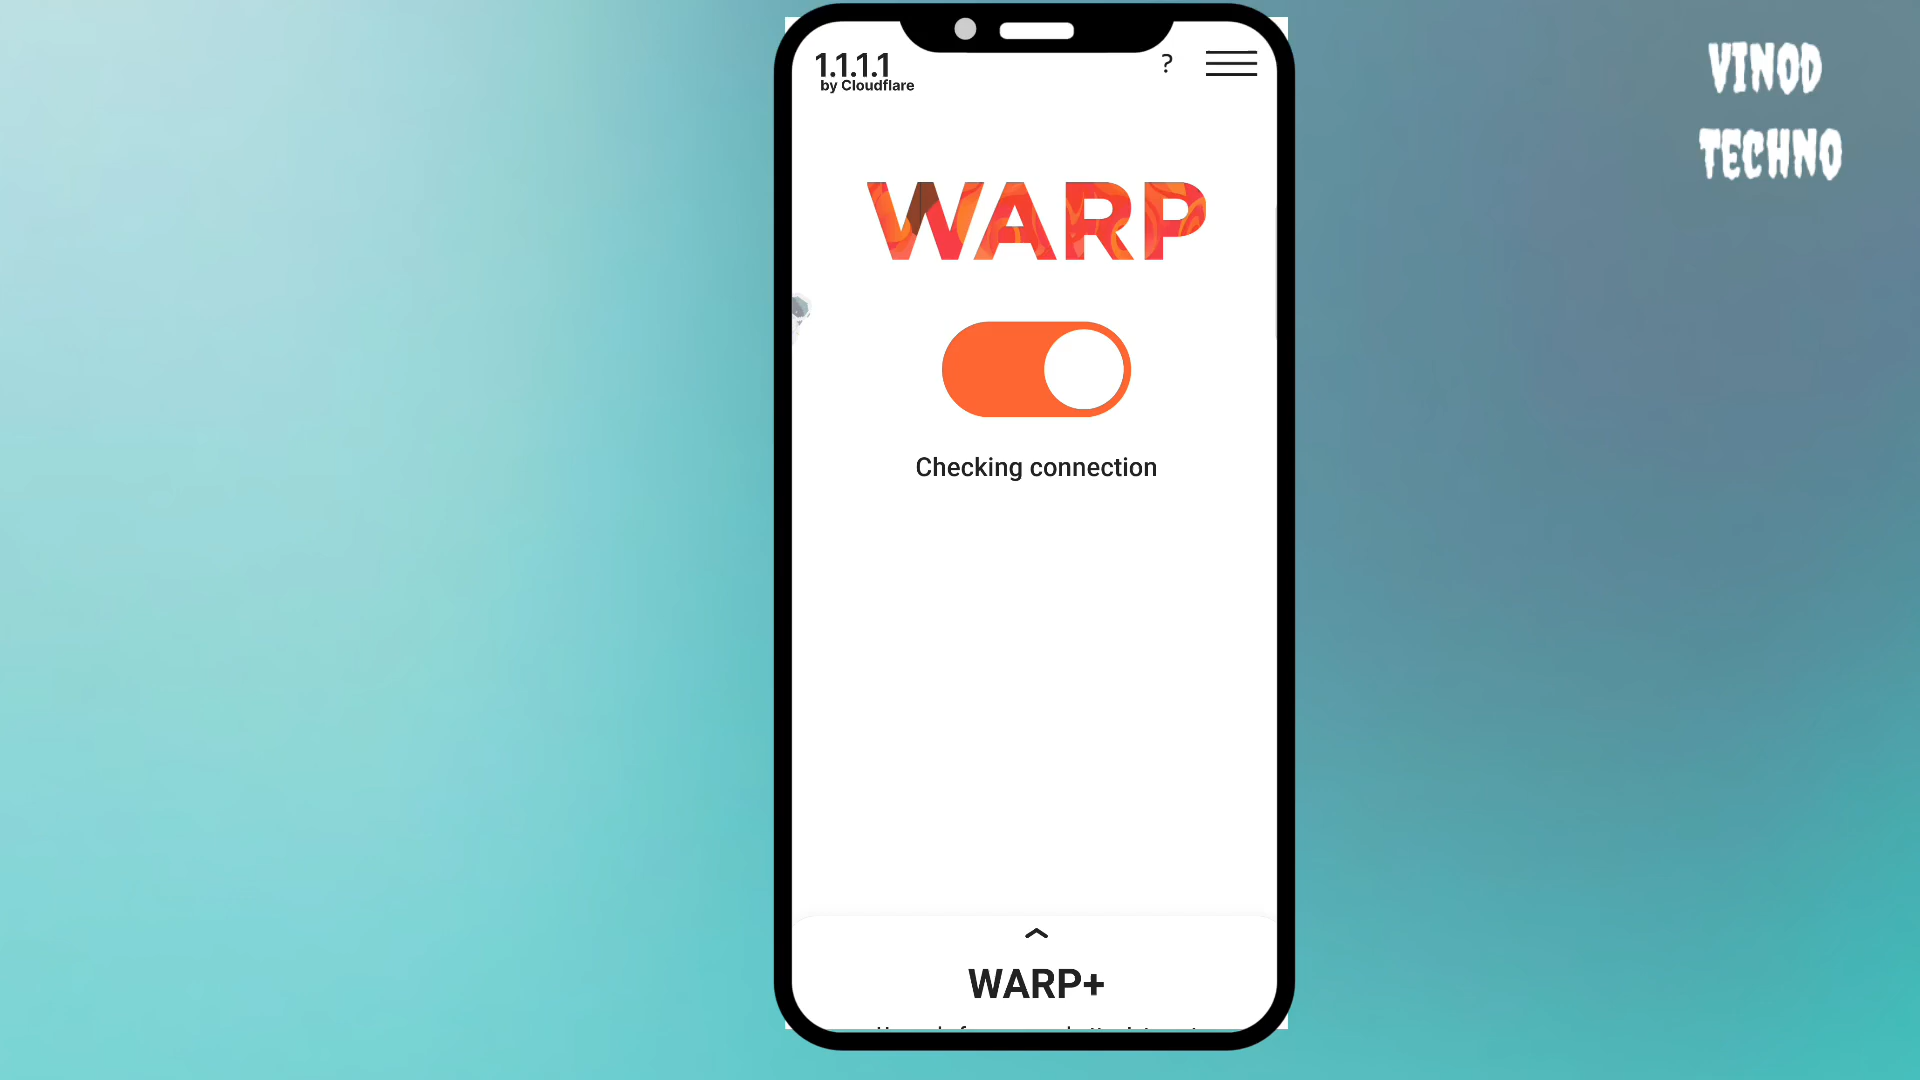 1.1.1.1
by Cloudflare
?
WARP
Checking connection
WARP+
VINOD
TECHNO